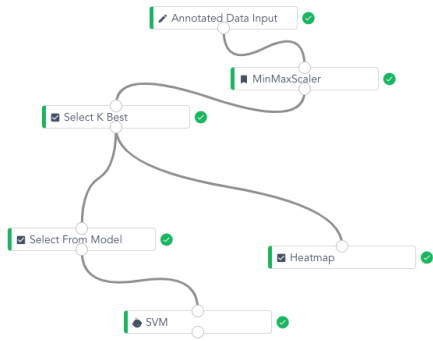 Annotated Data Input
MinMaxScaler
Select K Best
Select From Model
Heatmap
SVM